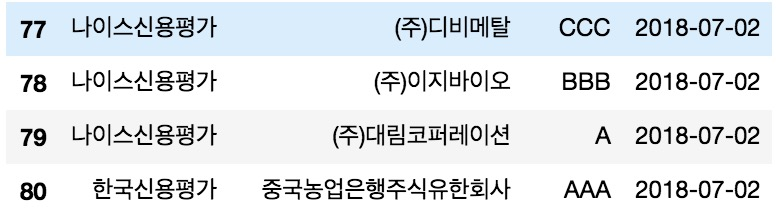 77 나이스신용평가 (주)디비메탈 CCC 2018-07-02
78 나이스신용평가 (주)이지바이오 BBB 2018-07-02
79 나이스신용평가 (주)대림코퍼레이션 A 2018-07-02
80 한국신용평가 중국농업은행주식유한회사 AAA 2018-07-02